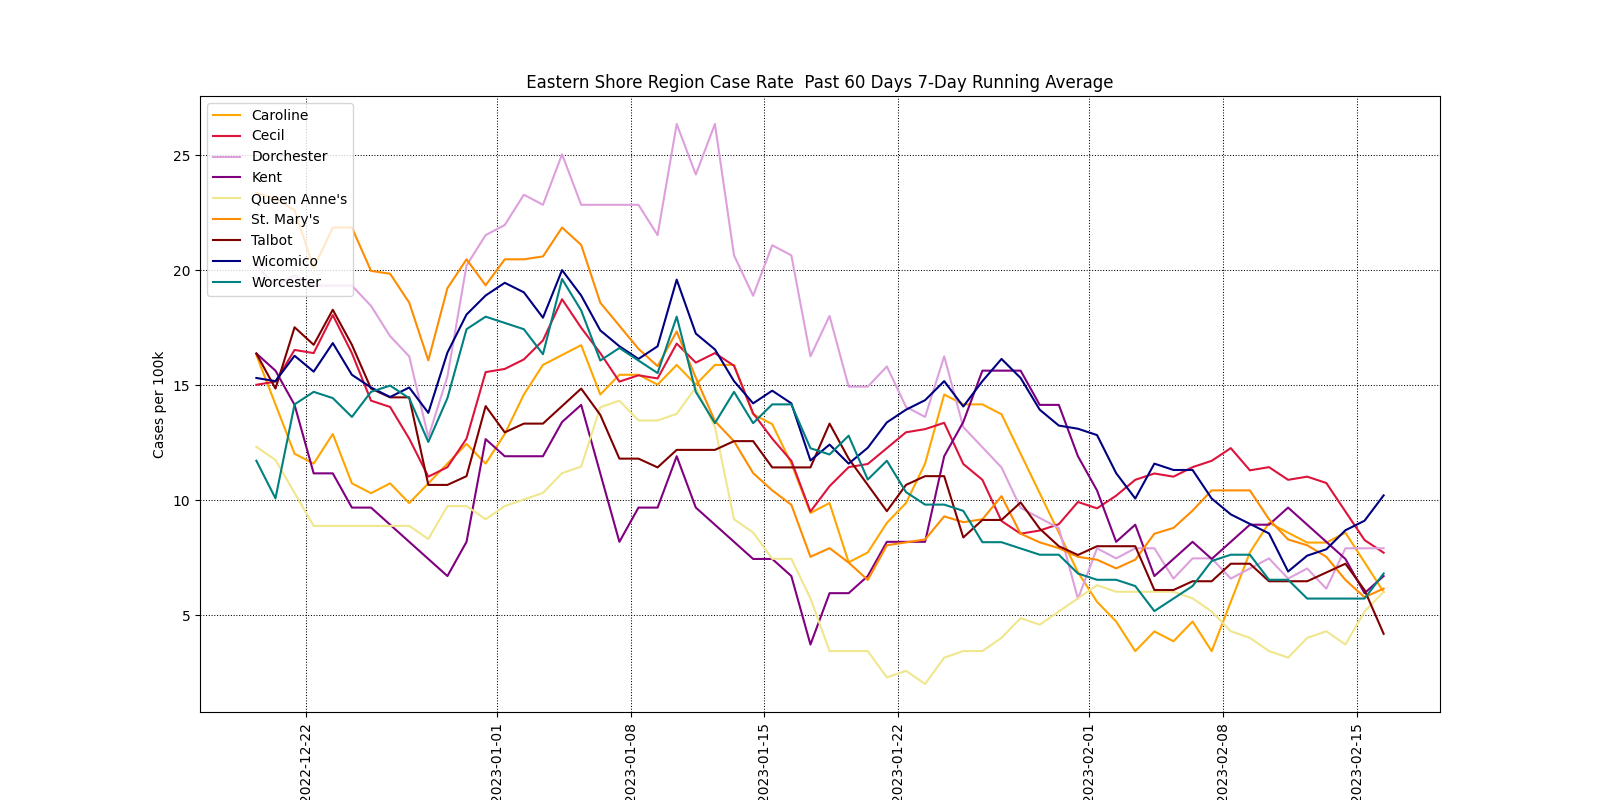 Eastern Shore Region Case Rate  Past 60 Days 7-Day Running Average
Caroline
Cecil
Dorchester
Kent
Queen Anne's
St. Mary's
Talbot
Wicomico
Worcester
Cases per 100k
25
20
15
10
5
2022-12-22
2023-01-01
2023-01-08
2023-01-15
2023-01-22
2023-02-01
2023-02-08
2023-02-15